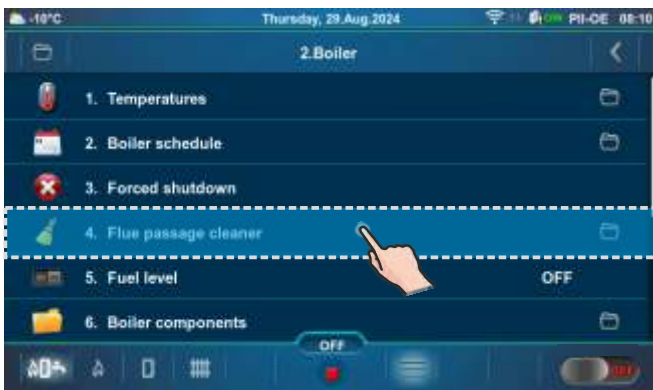 -10°C Thursday, 29.Aug.2024 PII-OE 08:10
2.Boiler
1. Temperatures
2. Boiler schedule
3. Forced shutdown
4. Flue passage cleaner
5. Fuel level OFF
6. Boiler components
OFF
OFF